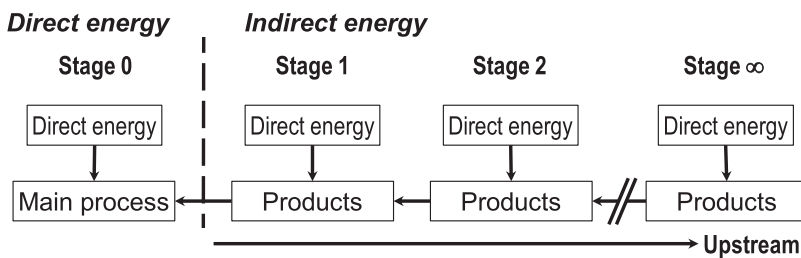 Direct energy Indirect energy
Stage 0 Stage 1 Stage 2 Stage ∞
Direct energy Direct energy Direct energy Direct energy
Main process Products Products Products
Upstream